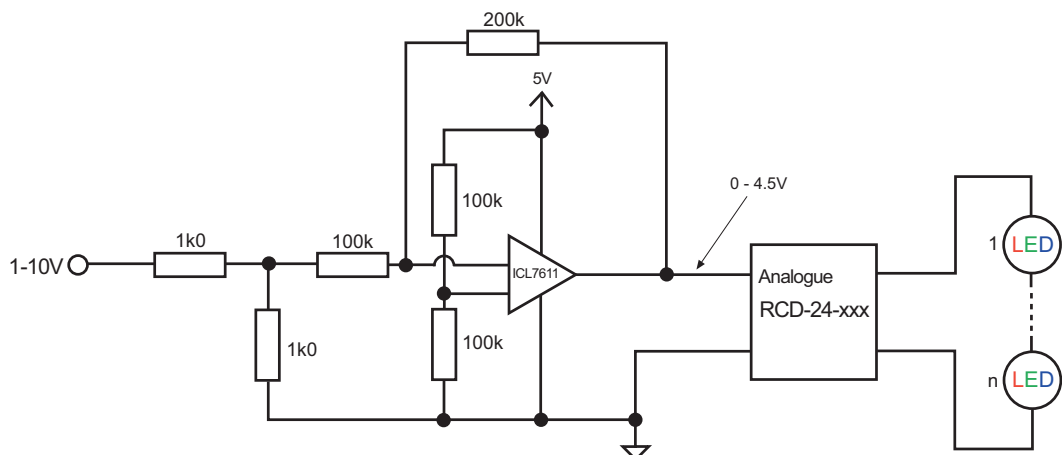 200k
5V
0 - 4.5V
100k
1k0
100k
1-10V
ICL7611
Analogue
RCD-24-xxx
1 LED
1k0
100k
n LED